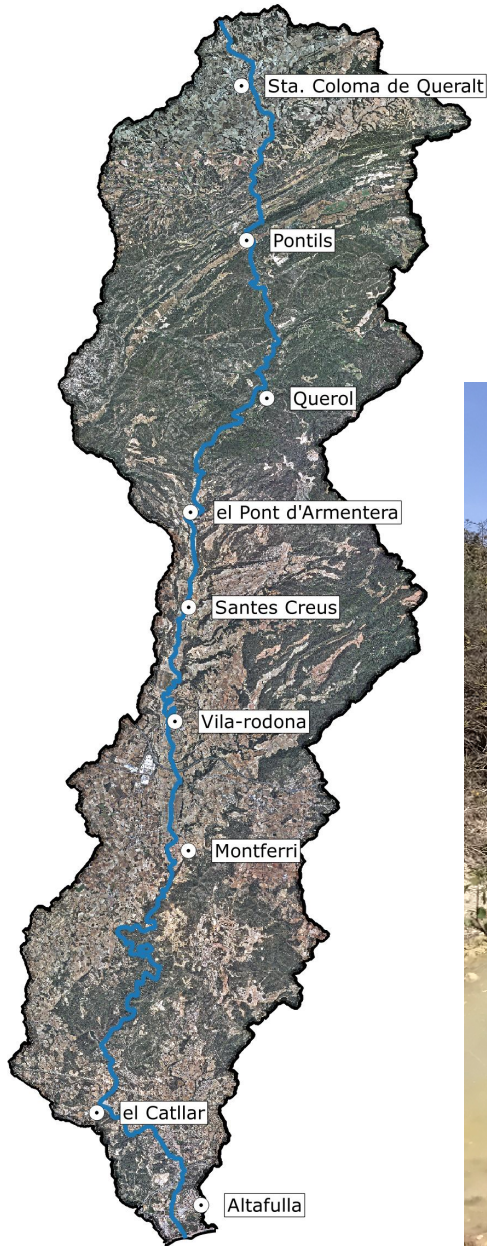 Sta. Coloma de Queralt
Pontils
Querol
el Pont d'Armentera
Santes Creus
Vila-rodona
Montferri
el Catllar
Altafulla